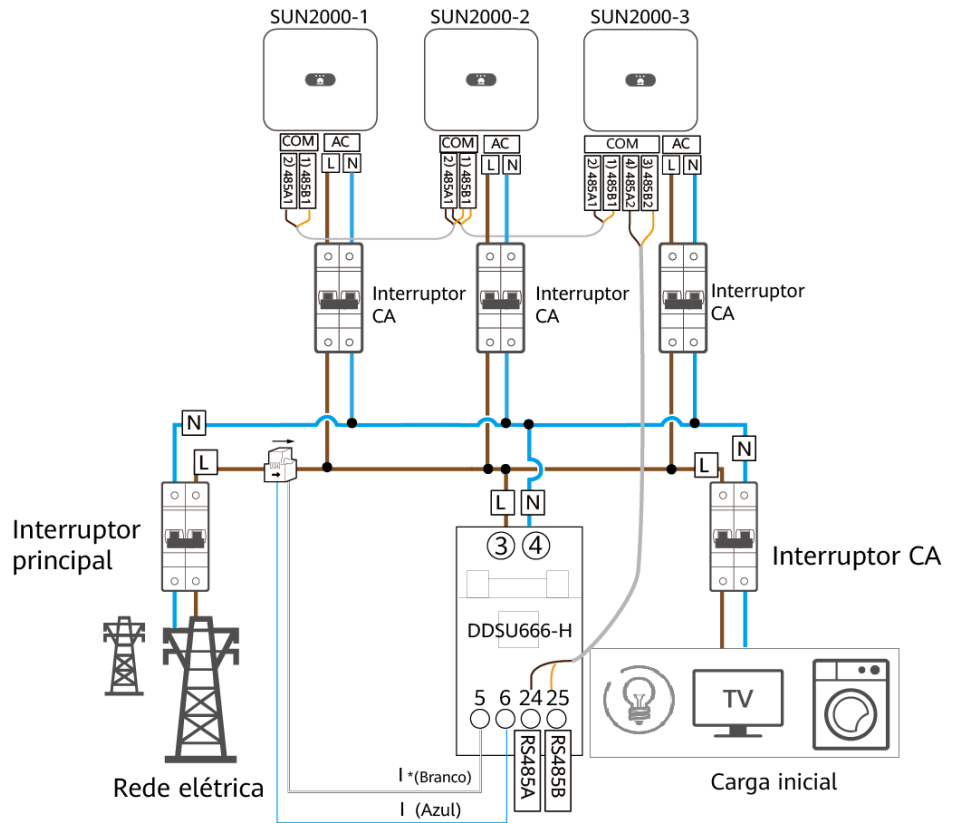 SUN2000-1
SUN2000-2
SUN2000-3
COM
AC
COM
AC
COM
AC
2) 485A1
1) 485B1
L
N
2) 485A1
1) 485B1
L
N
2) 485A1
1) 485B1
4) 485A2
3) 485B2
L
N
Interruptor
CA
Interruptor
CA
Interruptor
CA
N
N
L
L
L
N
Interruptor
principal
3
4
Interruptor CA
DDSU666-H
5
6
24
25
TV
RS485A
RS485B
I *(Branco)
I (Azul)
Rede elétrica
Carga inicial